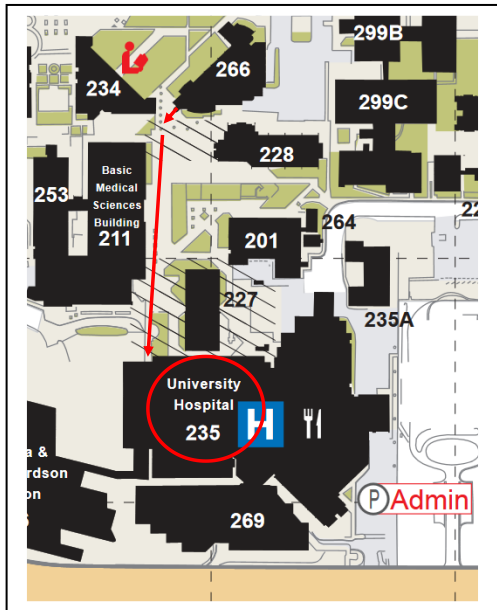 299B
234
266
299C
228
Basic
Medical
Sciences
Building
211
253
264
201
22
227
235A
University
Hospital
235
H
a &
rdson
on
P Admin
269